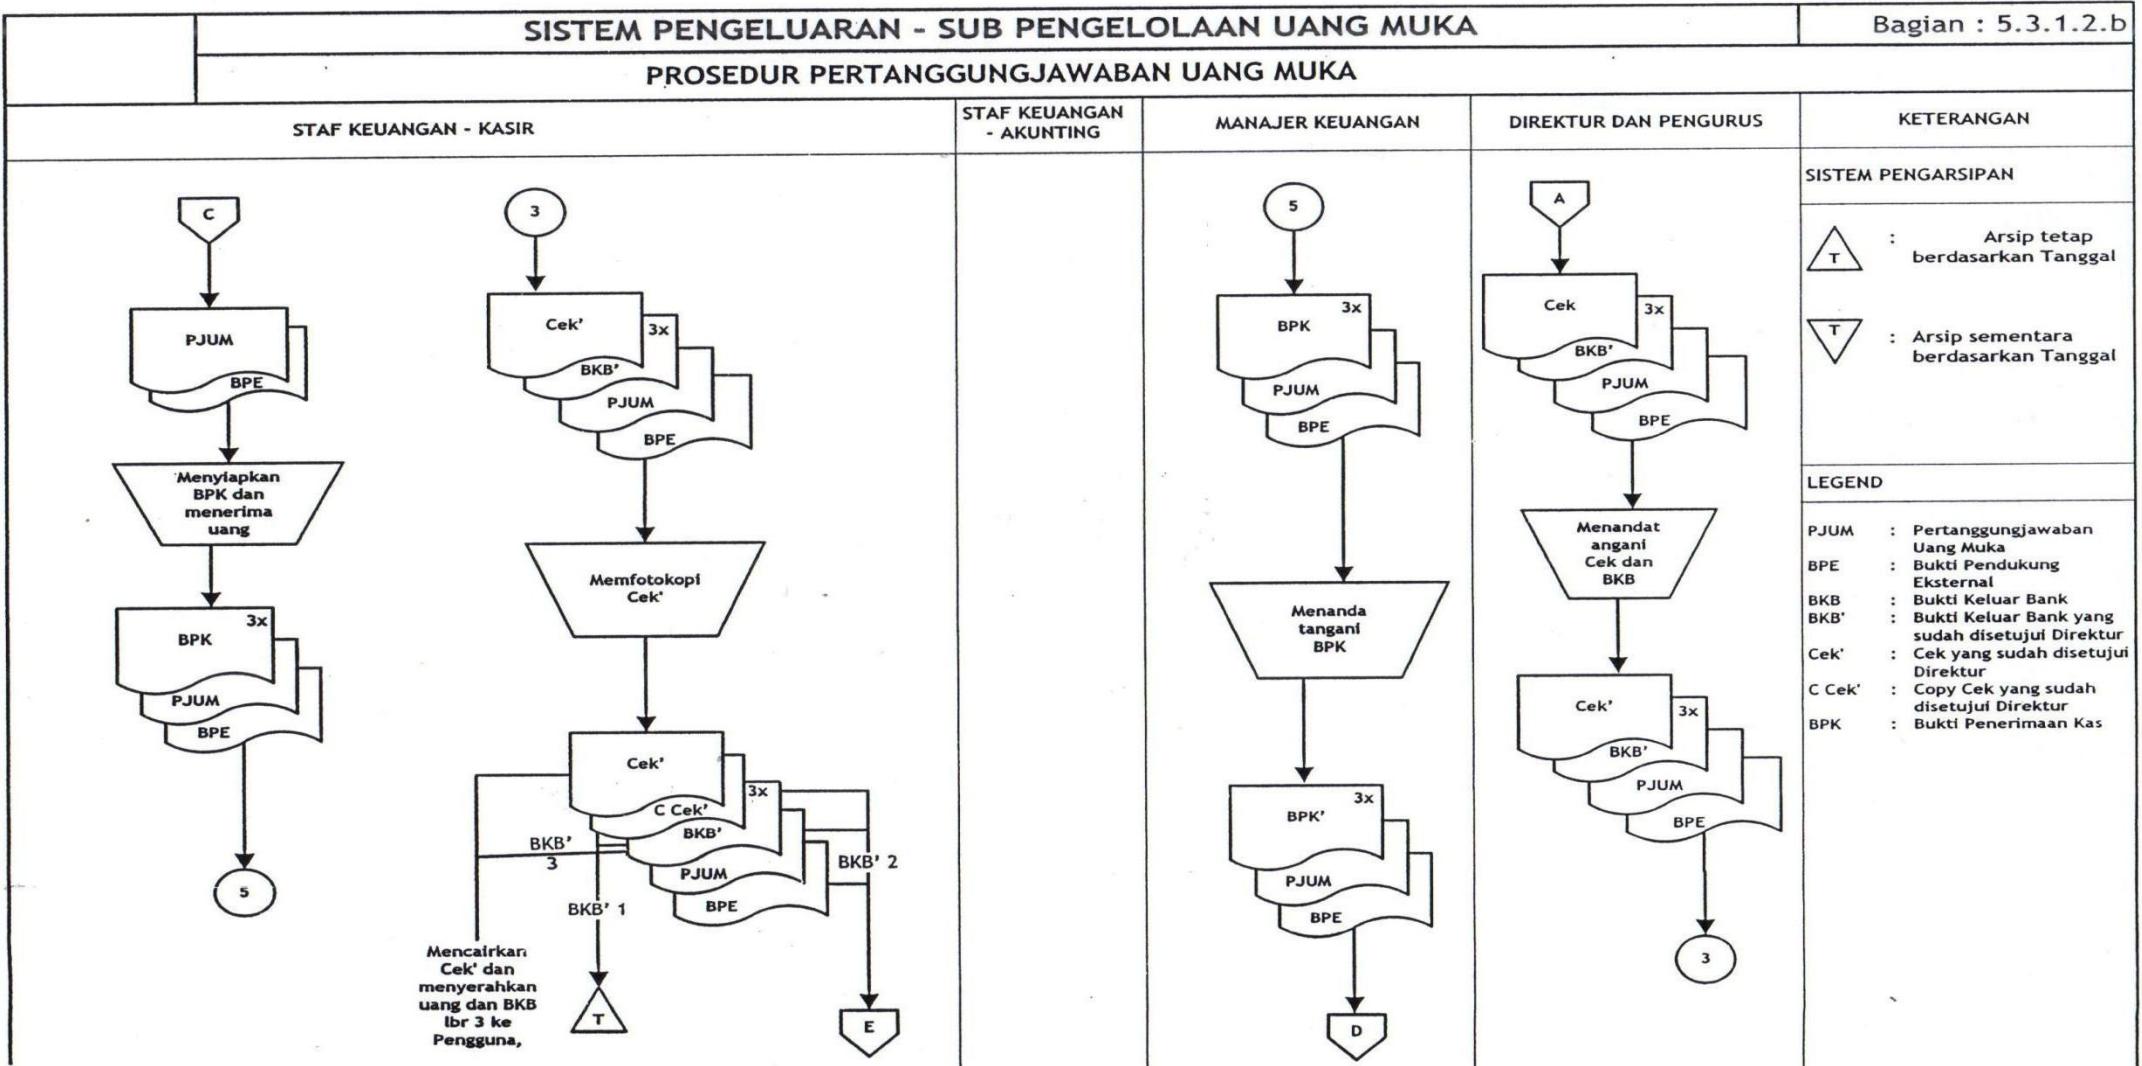 SISTEM PENGELUARAN - SUB PENGELOLAAN UANG MUKA
Bagian : 5.3.1.2.b
PROSEDUR PERTANGGUNGJAWABAN UANG MUKA
STAF KEUANGAN - KASIR
STAF KEUANGAN
- AKUNTING
MANAJER KEUANGAN
DIREKTUR DAN PENGURUS
KETERANGAN
C
PJUM
BPE
Menyiapkan
BPK dan
menerima
uang
3x
BPK
PJUM
BPE
5
3
Cek'
3x
BKB'
PJUM
BPE
Memfotokopi
Cek'
Cek'
C Cek'
3x
BKB'
PJUM
BPE
BKB'
3
BKB' 2
BKB' 1
Mencairkan
Cek' dan
menyerahkan
uang dan BKB
lbr 3 ke
Pengguna,
T
E
5
3x
BPK
PJUM
BPE
Menanda
tangani
BPK
3x
BPK'
PJUM
BPE
D
A
Cek
3x
BKB'
PJUM
BPE
Menandat
angani
Cek dan
BKB
Cek'
3x
BKB'
PJUM
BPE
3
SISTEM PENGARSIPAN
T : Arsip tetap
berdasarkan Tanggal
T : Arsip sementara
berdasarkan Tanggal
LEGEND
PJUM : Pertanggungjawaban
Uang Muka
BPE : Bukti Pendukung
Eksternal
BKB : Bukti Keluar Bank
BKB' : Bukti Keluar Bank yang
sudah disetujui Direktur
Cek' : Cek yang sudah disetujui
Direktur
C Cek' : Copy Cek yang sudah
disetujui Direktur
BPK : Bukti Penerimaan Kas